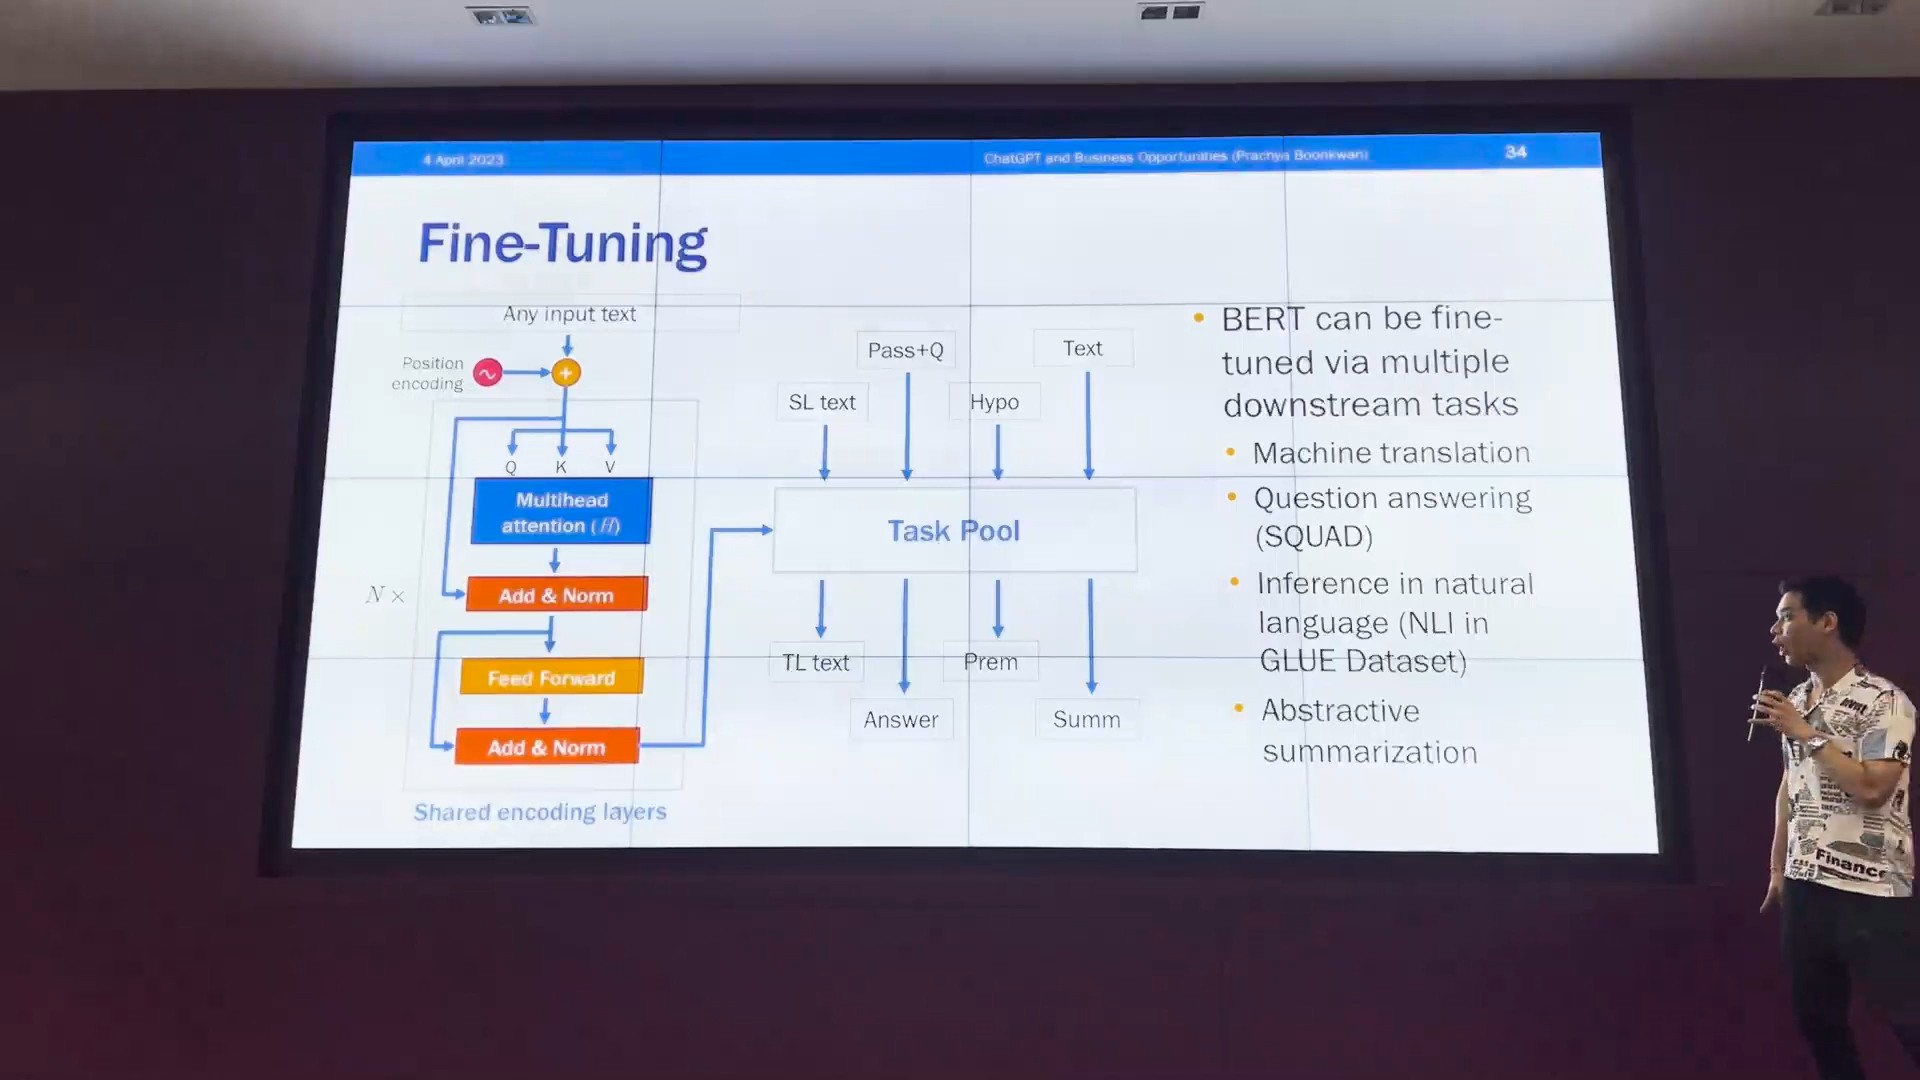 4 April 2023
ChatGPT and Business Opportunities (Prachya Boonkwan)
34
Fine-Tuning
Any input text
Position
encoding
Q K V
Multihead
attention (H)
Add & Norm
N ×
Feed Forward
Add & Norm
Shared encoding layers
SL text
Pass+Q
Hypo
Text
Task Pool
TL text
Answer
Prem
Summ
• BERT can be fine-
tuned via multiple
downstream tasks
• Machine translation
• Question answering
(SQUAD)
• Inference in natural
language (NLI in
GLUE Dataset)
• Abstractive
summarization
Finance